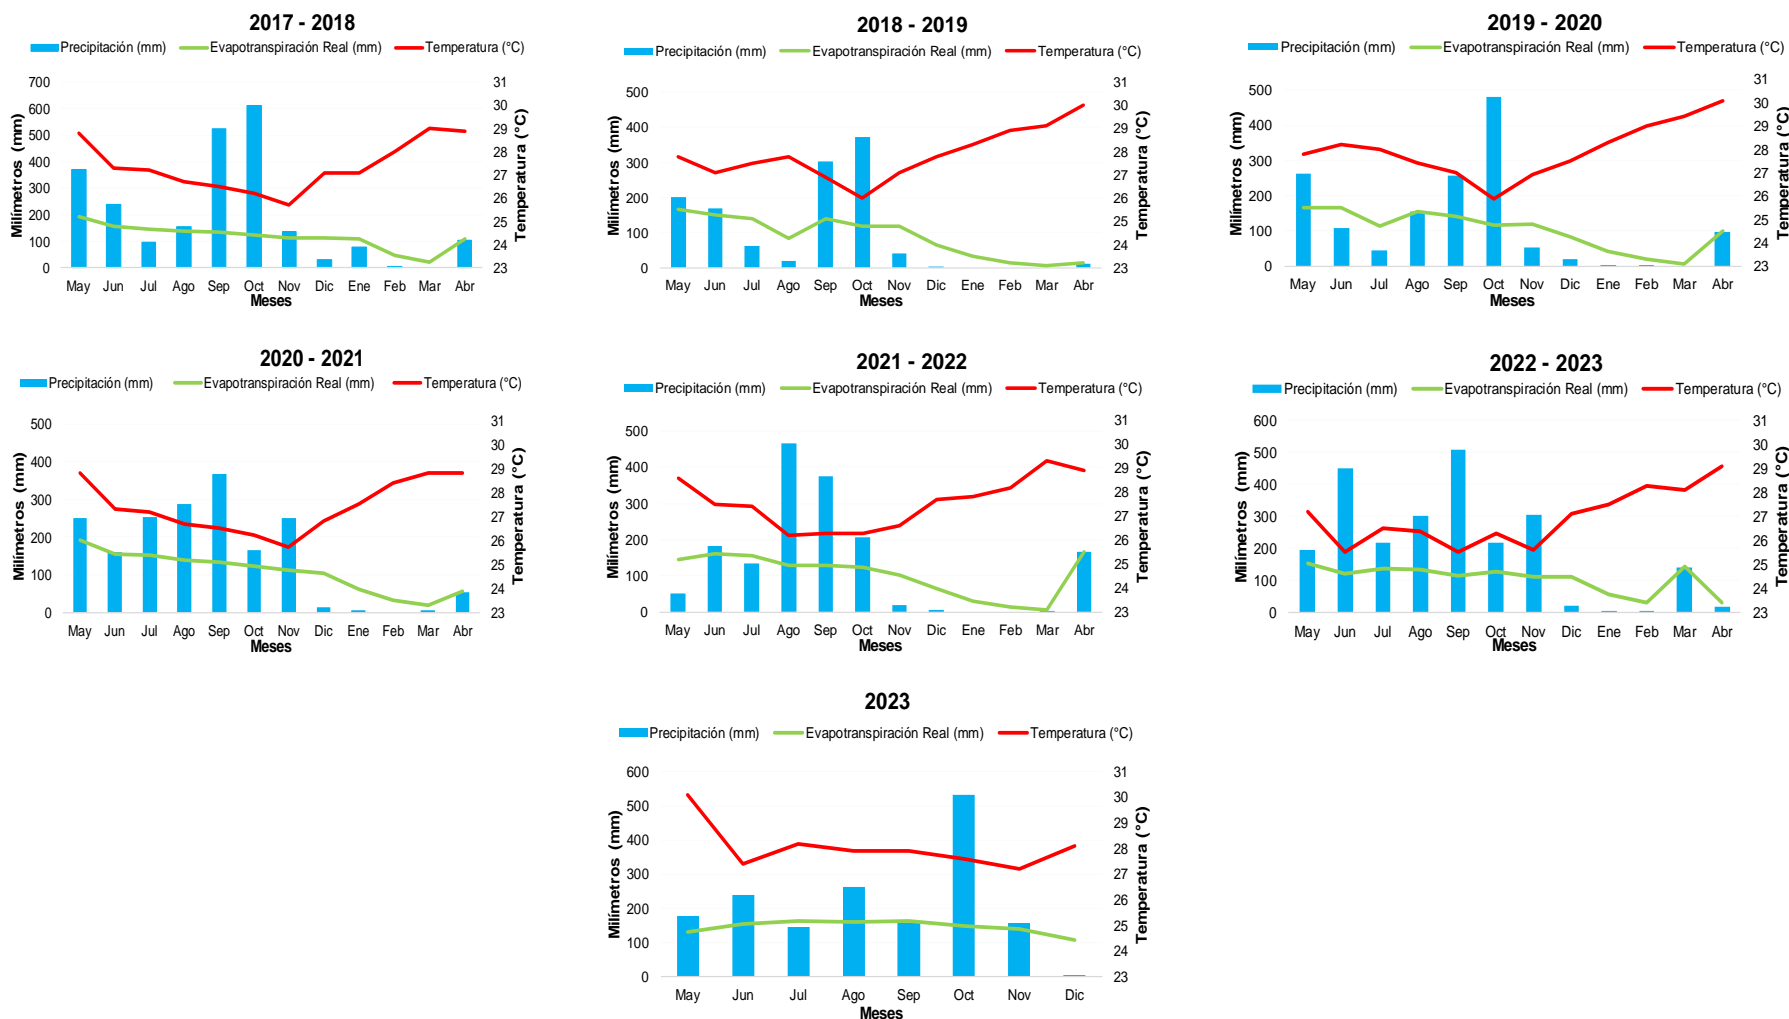 2017 - 2018
Precipitación (mm) Evapotranspiración Real (mm) Temperatura (°C)
Milímetros (mm)
700
600
500
400
300
200
100
0
31
30
29
28
27
26
25
24
23
Temperatura (°C)
May Jun Jul Ago Sep Oct Nov Dic Ene Feb Mar Abr
Meses
2018 - 2019
Precipitación (mm) Evapotranspiración Real (mm) Temperatura (°C)
Milímetros (mm)
500
400
300
200
100
0
31
30
29
28
27
26
25
24
23
Temperatura (°C)
May Jun Jul Ago Sep Oct Nov Dic Ene Feb Mar Abr
Meses
2019 - 2020
Precipitación (mm) Evapotranspiración Real (mm) Temperatura (°C)
Milímetros (mm)
500
400
300
200
100
0
31
30
29
28
27
26
25
24
23
Temperatura (°C)
May Jun Jul Ago Sep Oct Nov Dic Ene Feb Mar Abr
Meses
2020 - 2021
Precipitación (mm) Evapotranspiración Real (mm) Temperatura (°C)
Milímetros (mm)
500
400
300
200
100
0
31
30
29
28
27
26
25
24
23
Temperatura (°C)
May Jun Jul Ago Sep Oct Nov Dic Ene Feb Mar Abr
Meses
2021 - 2022
Precipitación (mm) Evapotranspiración Real (mm) Temperatura (°C)
Milímetros (mm)
500
400
300
200
100
0
31
30
29
28
27
26
25
24
23
Temperatura (°C)
May Jun Jul Ago Sep Oct Nov Dic Ene Feb Mar Abr
Meses
2022 - 2023
Precipitación (mm) Evapotranspiración Real (mm) Temperatura (°C)
Milímetros (mm)
600
500
400
300
200
100
0
31
30
29
28
27
26
25
24
23
Temperatura (°C)
May Jun Jul Ago Sep Oct Nov Dic Ene Feb Mar Abr
Meses
2023
Precipitación (mm) Evapotranspiración Real (mm) Temperatura (°C)
Milímetros (mm)
600
500
400
300
200
100
0
31
30
29
28
27
26
25
24
23
Temperatura (°C)
May Jun Jul Ago Sep Oct Nov Dic
Meses